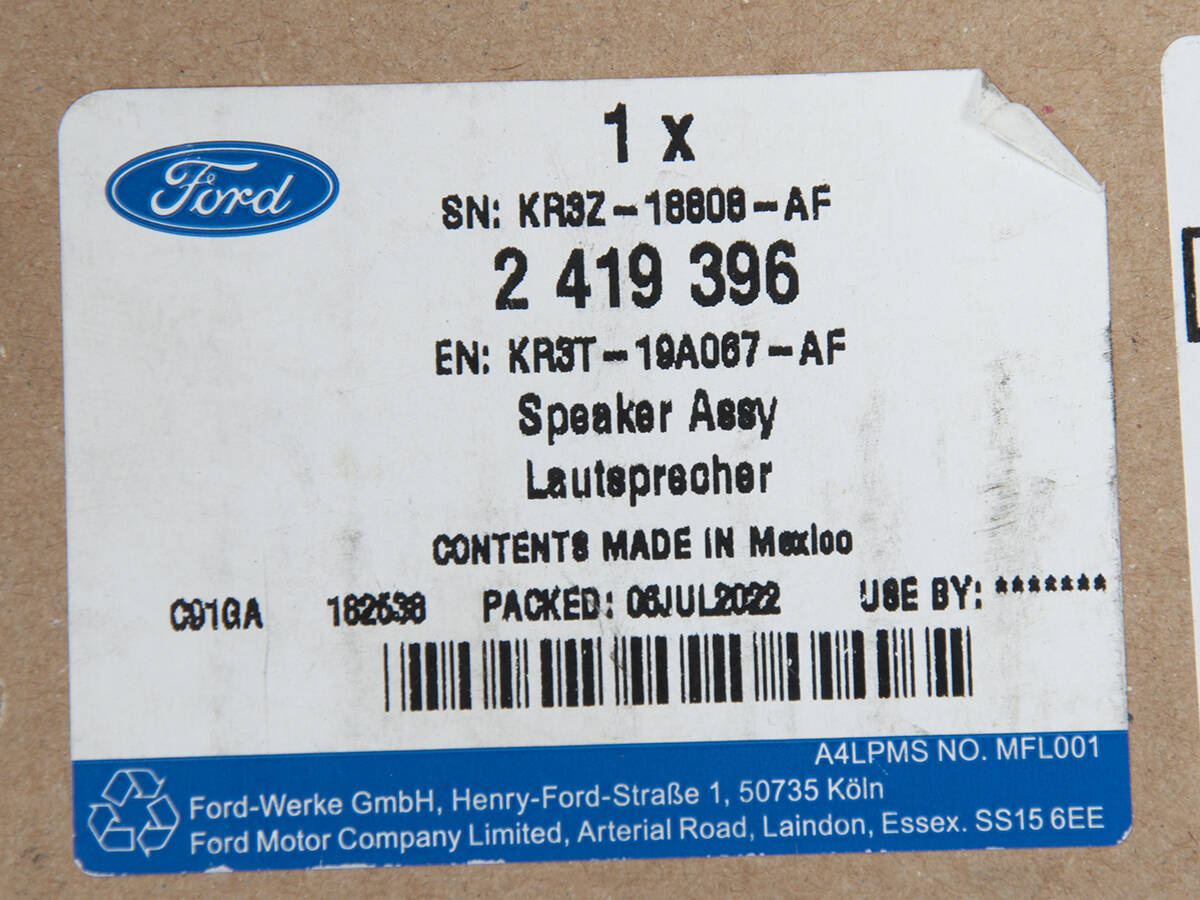 Ford
1 x
SN: KR3Z-18808-AF
2 419 396
EN: KR3T-19A067-AF
Speaker Assy
Lautsprecher
CONTENTS MADE IN Mexico
C91GA 182538 PACKED: 06JUL2022 USE BY: *******
A4LPMS NO. MFL001
Ford-Werke GmbH, Henry-Ford-Straße 1, 50735 Köln
Ford Motor Company Limited, Arterial Road, Laindon, Essex. SS15 6EE